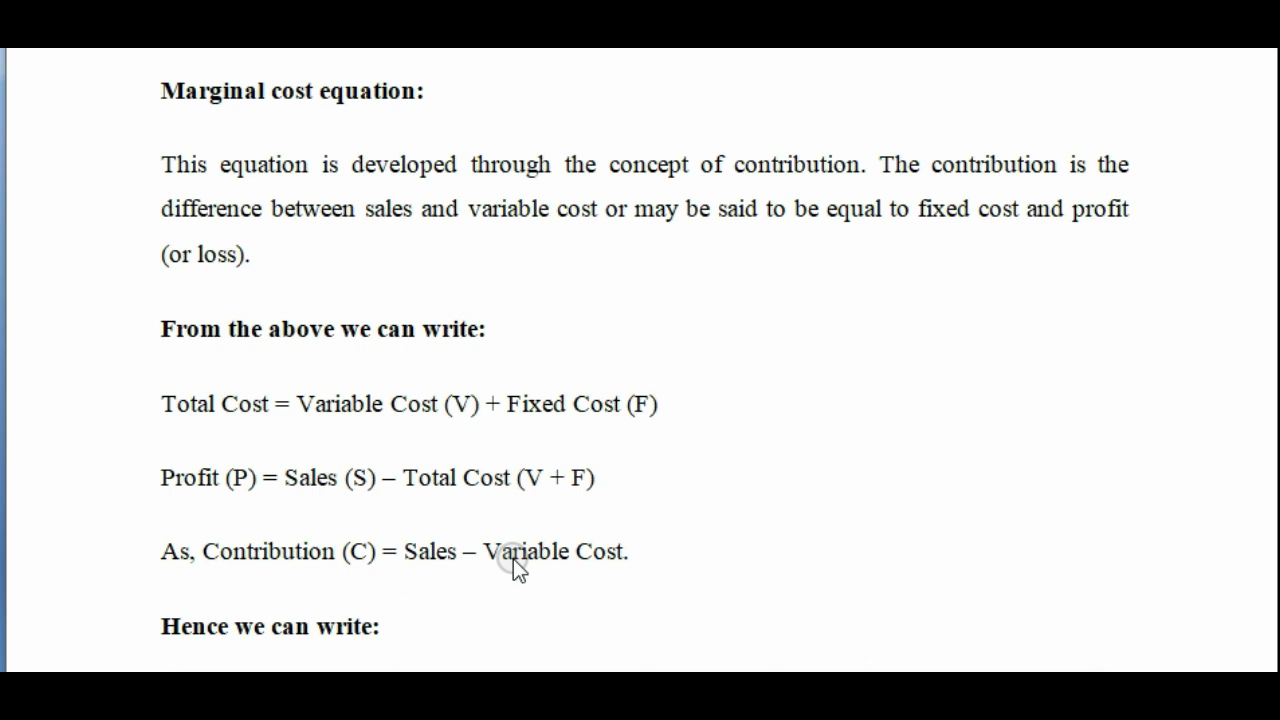 Marginal cost equation:
This equation is developed through the concept of contribution. The contribution is the
difference between sales and variable cost or may be said to be equal to fixed cost and profit
(or loss).
From the above we can write:
Total Cost = Variable Cost (V) + Fixed Cost (F)
Profit (P) = Sales (S) – Total Cost (V + F)
As, Contribution (C) = Sales – Variable Cost.
Hence we can write: